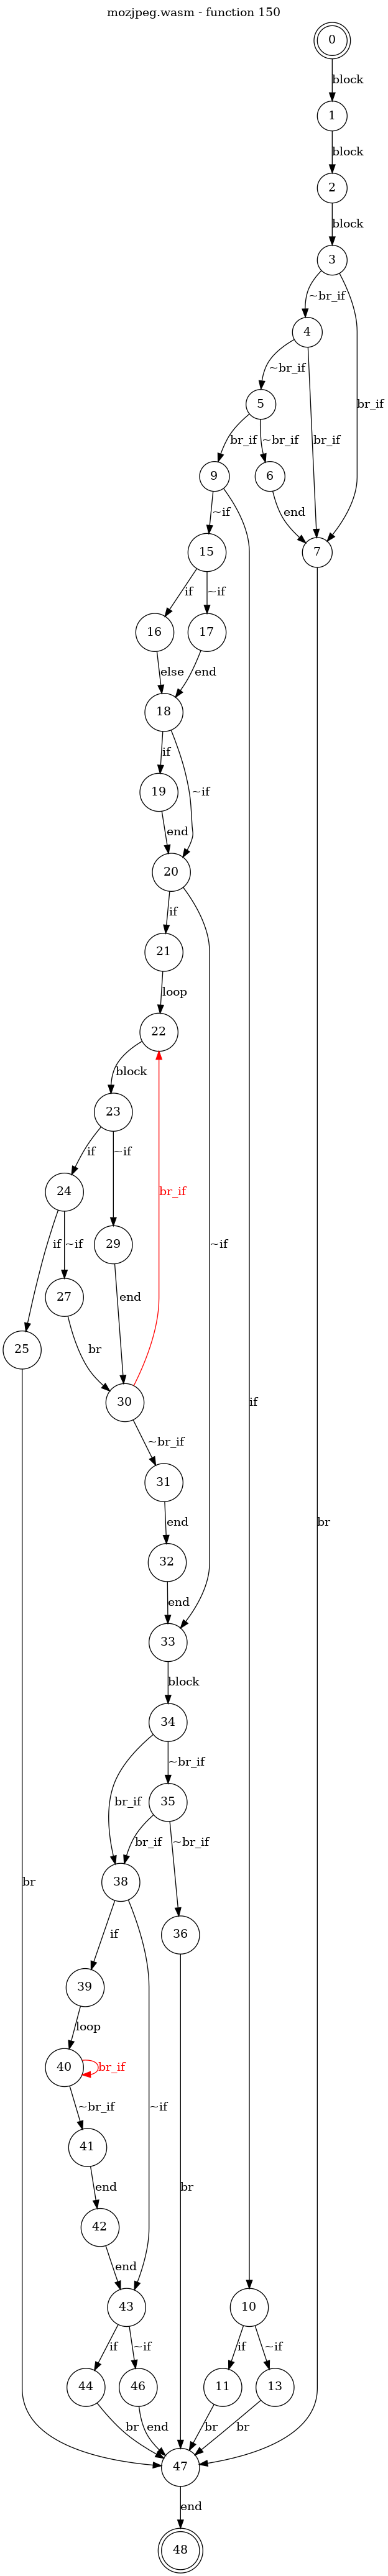 mozjpeg.wasm - function 150
0
block
1
block
2
block
3
~br_if
4
~br_if br_if br_if
5
br_if ~br_if
9 6
~if end
15 7
if ~if
16 17
else end
18
if ~if
19
end
20
if
21
loop
22
block
23 br_if
if ~if
24 29 ~if
if ~if
27 end
25 br
30 if
~br_if
31 br
end
32
end
33
block
34
~br_if
br_if 35
br_if ~br_if
38 36
if
39
loop
40 br_if
~br_if ~if
br 41 br
end
42
end
43 10
if ~if if ~if
44 46 11 13
br end br br
47
end
48